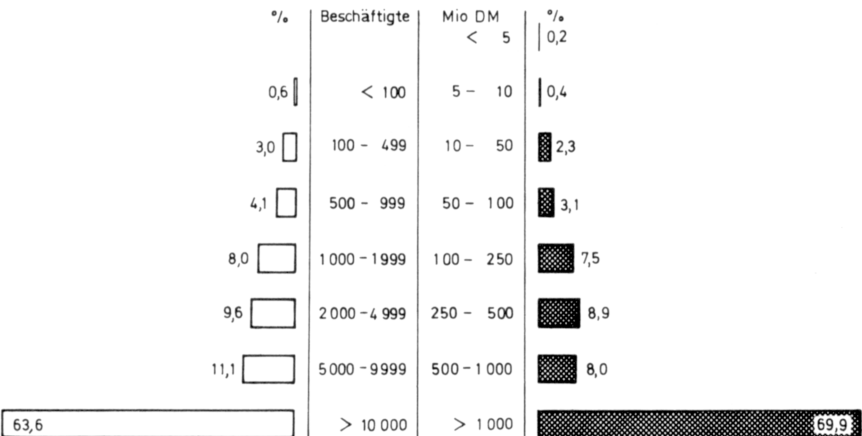 % Beschäftigte Mio DM %
< 5 0,2
0,6 < 100 5 – 10 0,4
3,0 100 – 499 10 – 50 2,3
4,1 500 – 999 50 – 100 3,1
8,0 1000 – 1999 100 – 250 7,5
9,6 2000 – 4999 250 – 500 8,9
11,1 5000 – 9999 500 – 1000 8,0
63,6 > 10000 > 1000 69,9